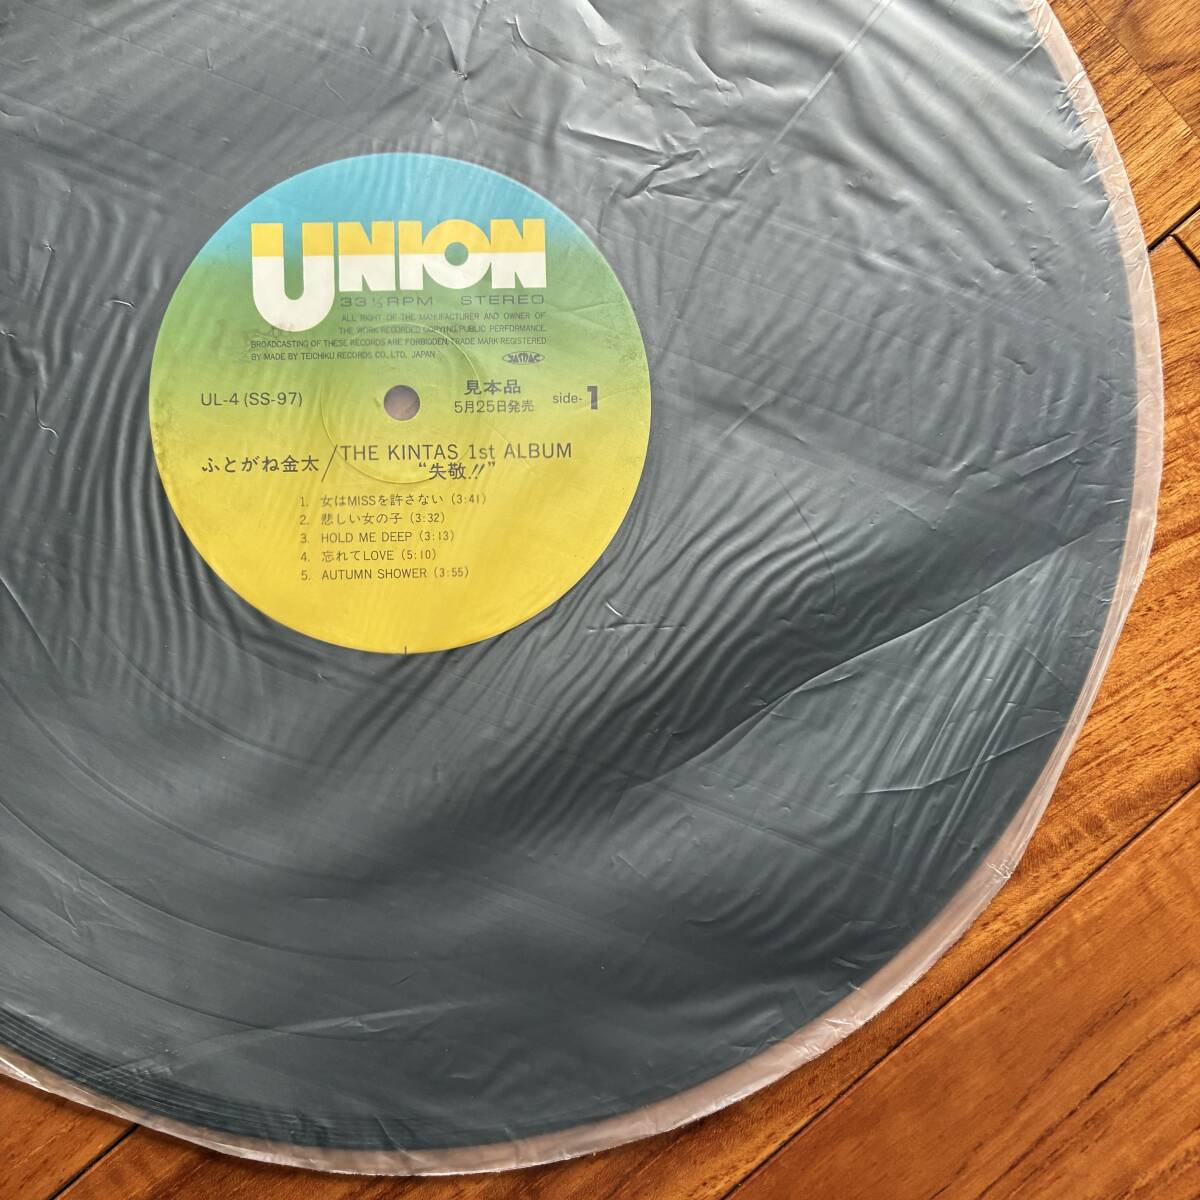 UNION
33 1/3 RPM STEREO
ALL RIGHT OF THE MANUFACTURER AND OWNER OF
THE WORK RECORDED COPYING PUBLIC PERFORMANCE
BROADCASTING OF THESE RECORDS ARE FORBIDDEN TRADE MARK REGISTERED
BY MADE BY TEICHIKU RECORDS CO., LTD. JAPAN
JASRAC
UL-4 (SS-97)
見本品
5月25日発売
side-1
ふとがね金太/THE KINTAS 1st ALBUM
“失敬!!”
1. 女はMISSを許さない (3:41)
2. 悲しい女の子 (3:32)
3. HOLD ME DEEP (3:13)
4. 忘れてLOVE (5:10)
5. AUTUMN SHOWER (3:55)